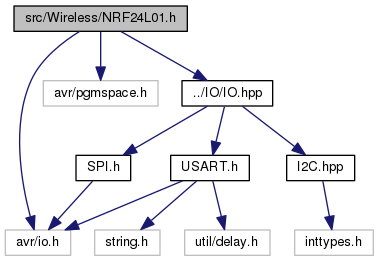 src/Wireless/NRF24L01.h
avr/pgmspace.h
../IO/IO.hpp
SPI.h
USART.h
I2C.hpp
avr/io.h
string.h
util/delay.h
inttypes.h